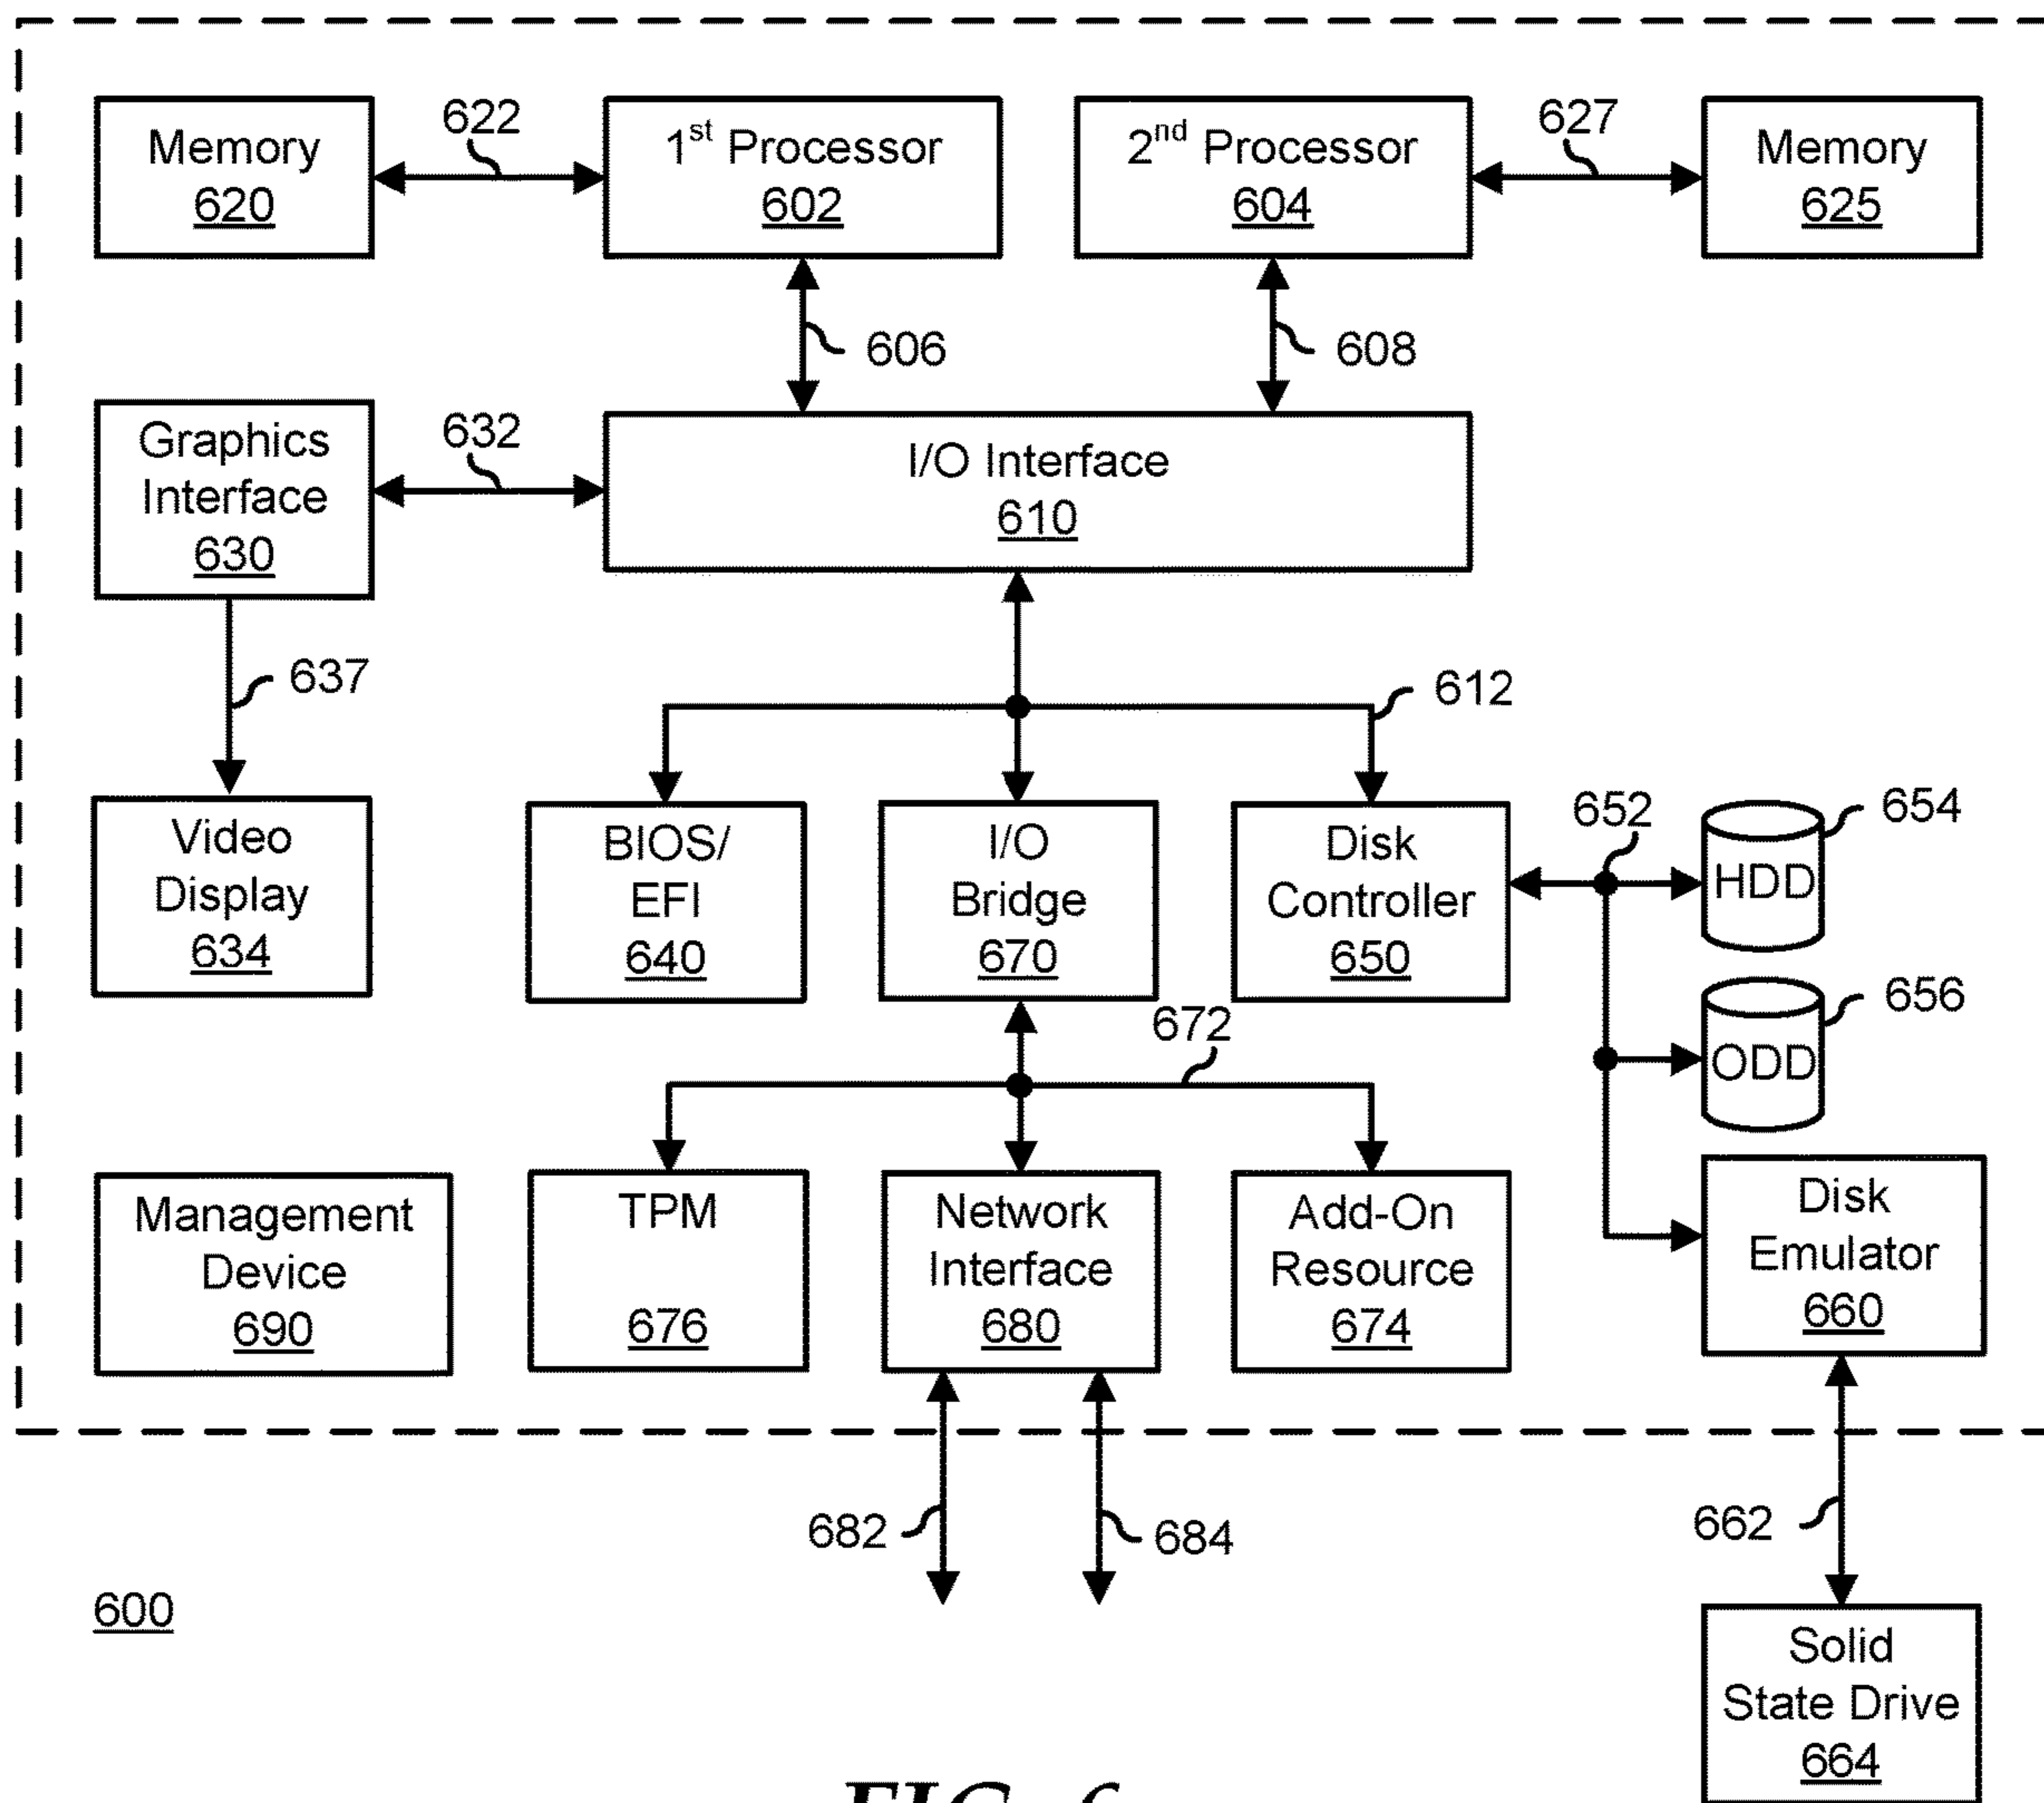 Memory
620
622
1st Processor
602
2nd Processor
604
627
Memory
625
606
608
Graphics
Interface
630
632
I/O Interface
610
637
612
Video
Display
634
BIOS/
EFI
640
I/O
Bridge
670
Disk
Controller
650
652
654
HDD
656
ODD
672
Management
Device
690
TPM
676
Network
Interface
680
Add-On
Resource
674
Disk
Emulator
660
682
684
662
600
Solid
State Drive
664